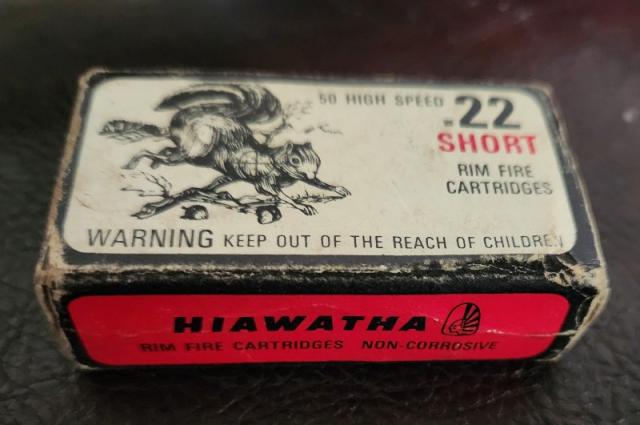 50 HIGH SPEED .22
SHORT
RIM FIRE
CARTRIDGES
WARNING KEEP OUT OF THE REACH OF CHILDREN
HIAWATHA
RIM FIRE CARTRIDGES NON-CORROSIVE